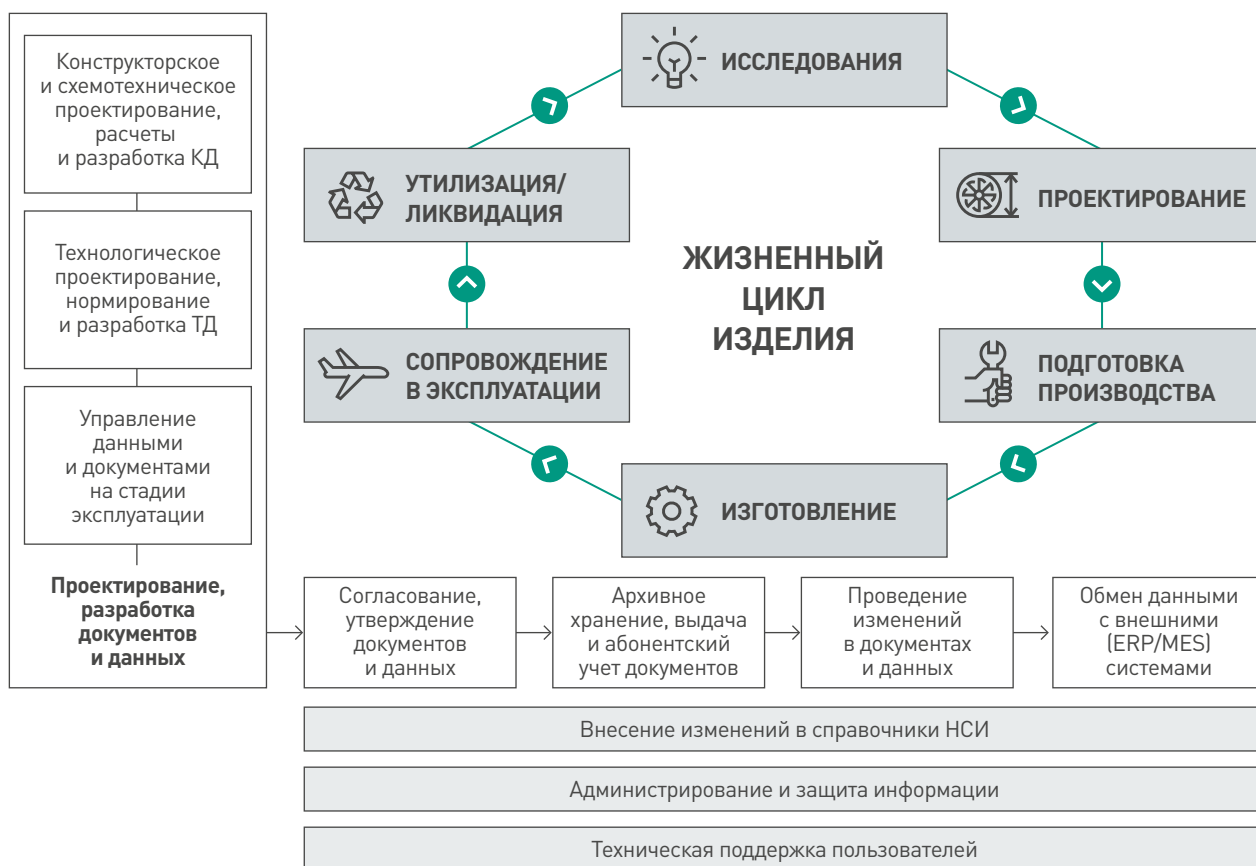 Конструкторское
и схемотехническое
проектирование,
расчеты
и разработка КД
Технологическое
проектирование,
нормирование
и разработка ТД
Управление
данными
и документами
на стадии
эксплуатации
Проектирование,
разработка
документов
и данных
ИССЛЕДОВАНИЯ
УТИЛИЗАЦИЯ/
ЛИКВИДАЦИЯ
ПРОЕКТИРОВАНИЕ
ЖИЗНЕННЫЙ
ЦИКЛ
ИЗДЕЛИЯ
СОПРОВОЖДЕНИЕ
В ЭКСПЛУАТАЦИИ
ПОДГОТОВКА
ПРОИЗВОДСТВА
ИЗГОТОВЛЕНИЕ
Согласование,
утверждение
документов
и данных
Архивное
хранение, выдача
и абонентский
учет документов
Проведение
изменений
в документах
и данных
Обмен данными
с внешними
(ERP/MES)
системами
Внесение изменений в справочники НСИ
Администрирование и защита информации
Техническая поддержка пользователей